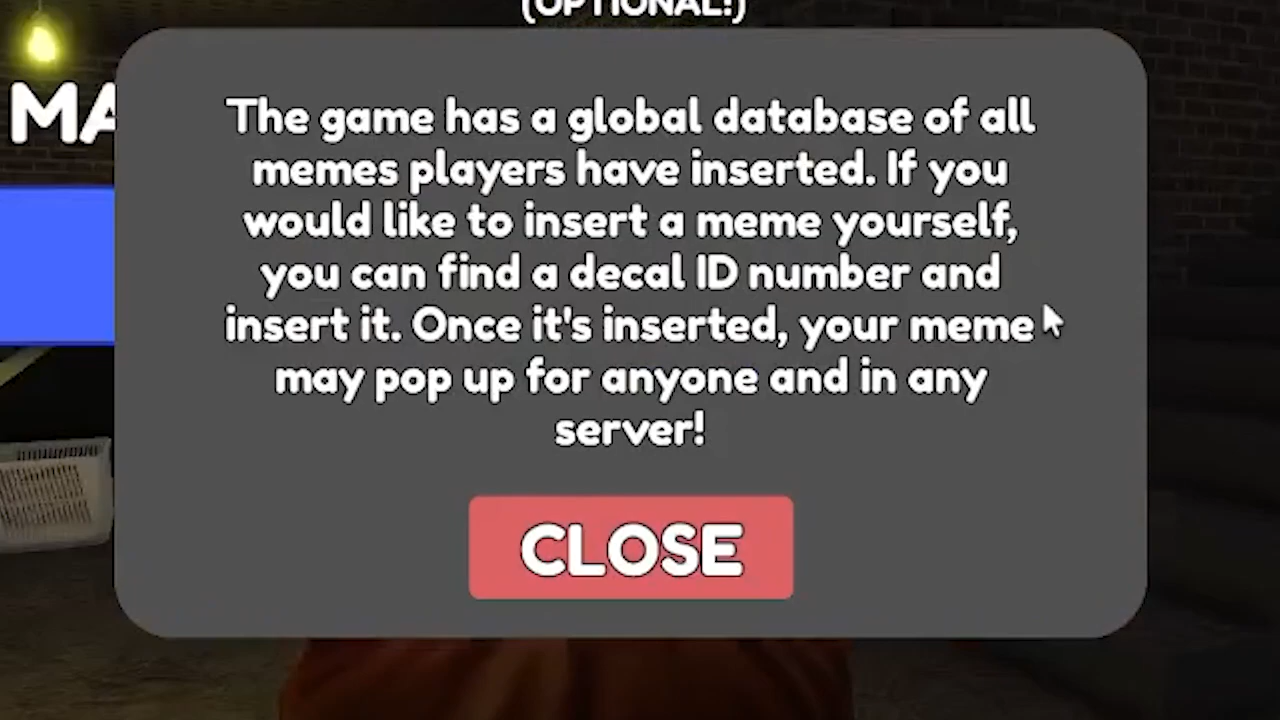 (OPTIONAL!)
MA
The game has a global database of all
memes players have inserted. If you
would like to insert a meme yourself,
you can find a decal ID number and
insert it. Once it's inserted, your meme
may pop up for anyone and in any
server!
CLOSE